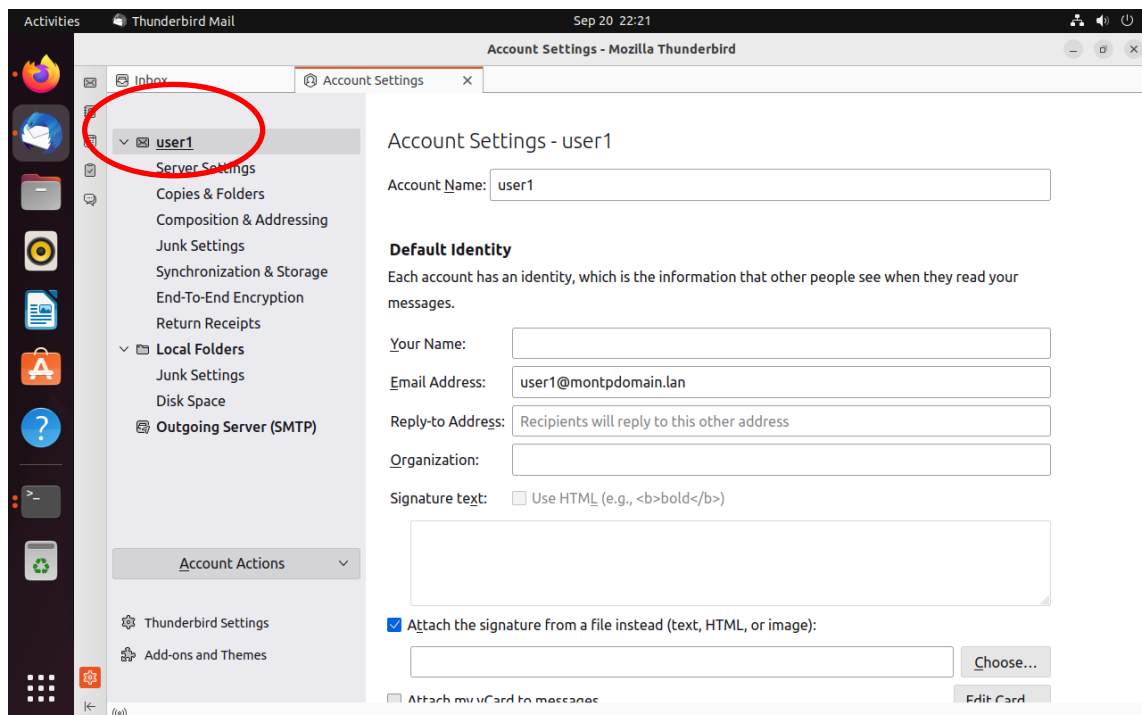 Activities Thunderbird Mail Sep 20 22:21
Account Settings - Mozilla Thunderbird
Inbox Account Settings
user1
Server Settings
Copies & Folders
Composition & Addressing
Junk Settings
Synchronization & Storage
End-To-End Encryption
Return Receipts
Local Folders
Junk Settings
Disk Space
Outgoing Server (SMTP)
Account Actions
Thunderbird Settings
Add-ons and Themes
Account Settings - user1
Account Name: user1
Default Identity
Each account has an identity, which is the information that other people see when they read your
messages.
Your Name:
Email Address: user1@montpdomain.lan
Reply-to Address: Recipients will reply to this other address
Organization:
Signature text: Use HTML (e.g., <b>bold</b>)
Attach the signature from a file instead (text, HTML, or image):
Choose...
Attach my vCard to messages Edit Card